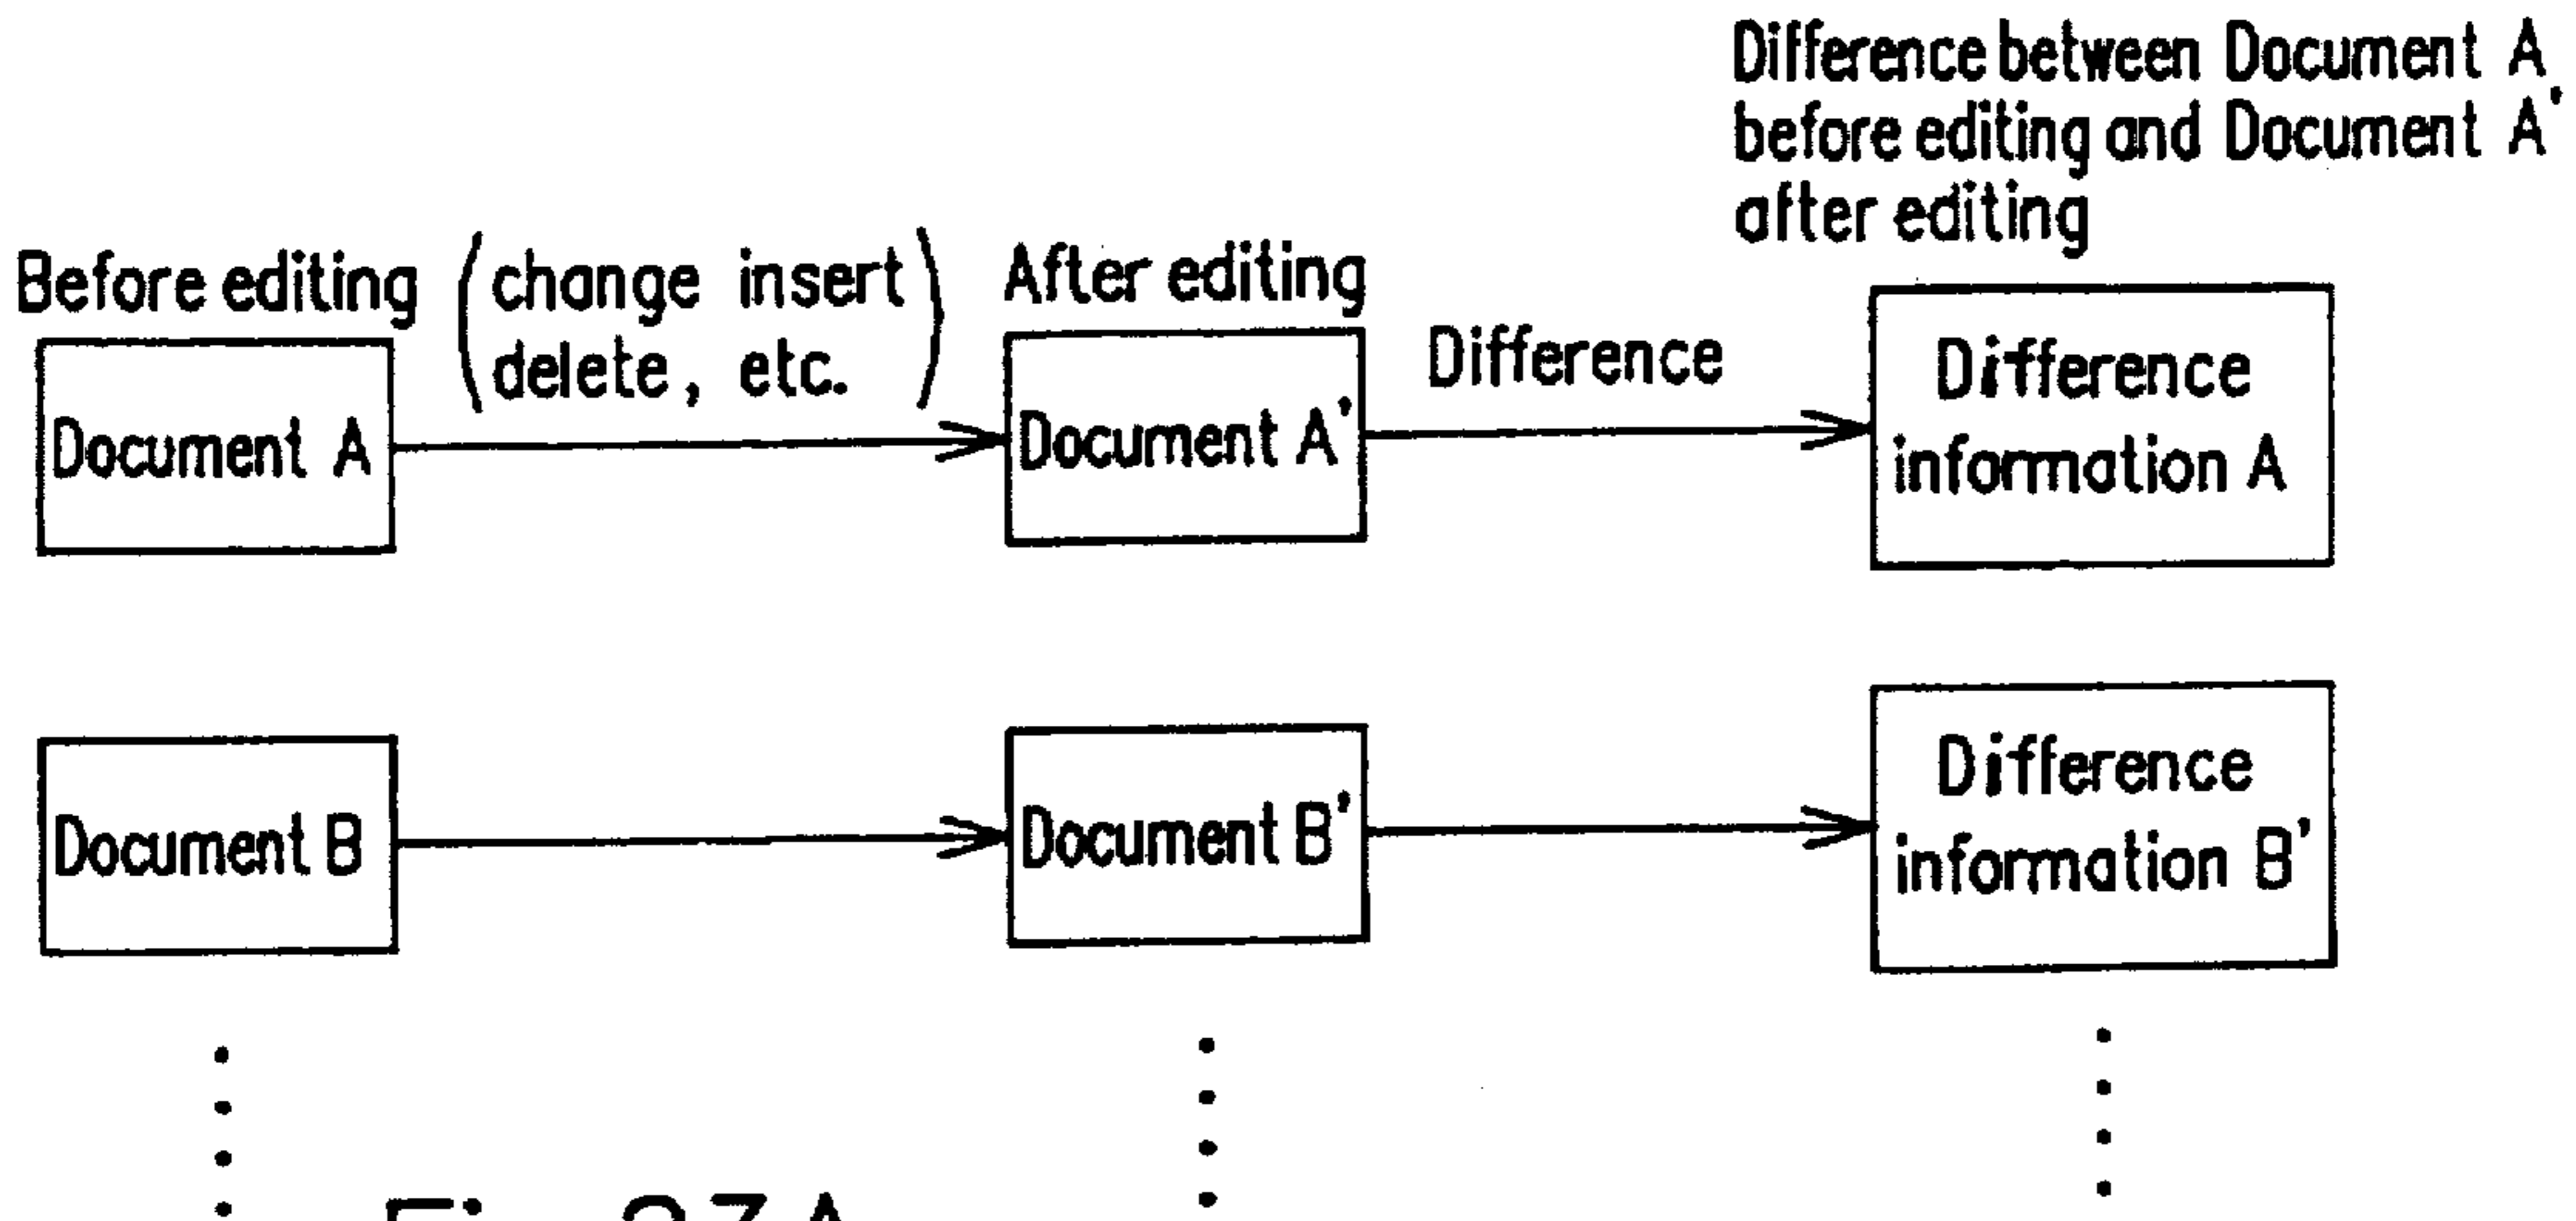 Difference between Document A
before editing and Document A'
after editing
Before editing
(change insert
delete, etc.)
After editing
Document A
Document A'
Difference
Difference
information A
Document B
Document B'
Difference
information B'